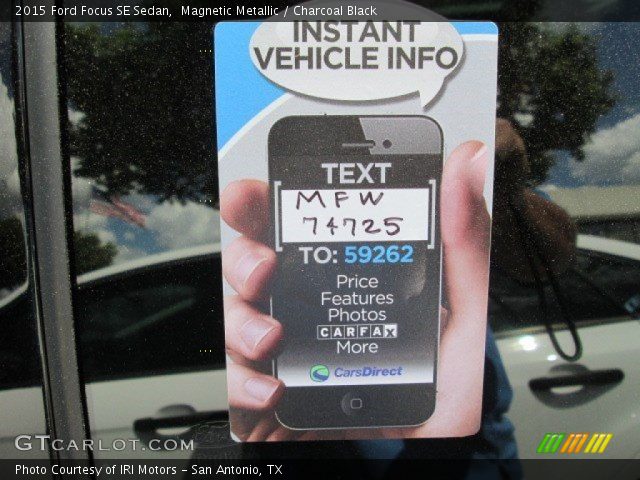 2015 Ford Focus SE Sedan,  Magnetic Metallic / Charcoal Black
INSTANT
VEHICLE INFO
TEXT
MFW
74725
TO: 59262
Price
Features
Photos
CARFAX
More
CarsDirect
GTCARLOT.COM
Photo Courtesy of IRI Motors - San Antonio, TX